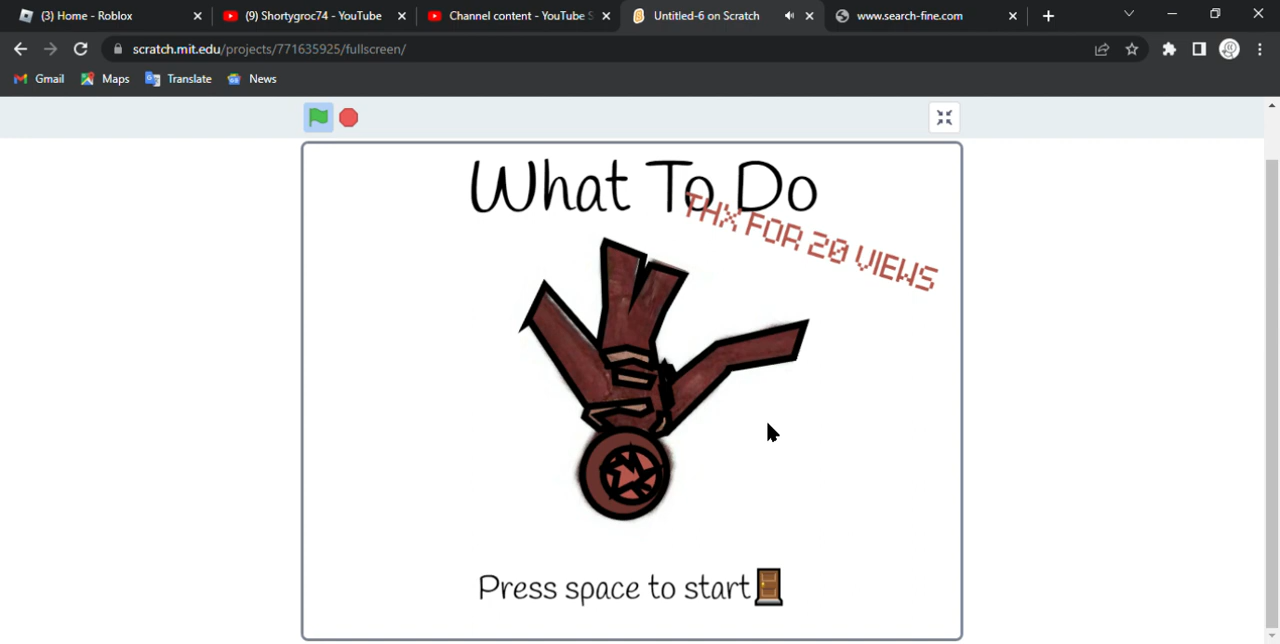 (3) Home - Roblox
(9) Shortygroc74 - YouTube
Channel content - YouTube S
Untitled-6 on Scratch
www.search-fine.com
scratch.mit.edu/projects/771635925/fullscreen/
Gmail
Maps
Translate
News
What To Do
THX FOR 20 VIEWS
Press space to start